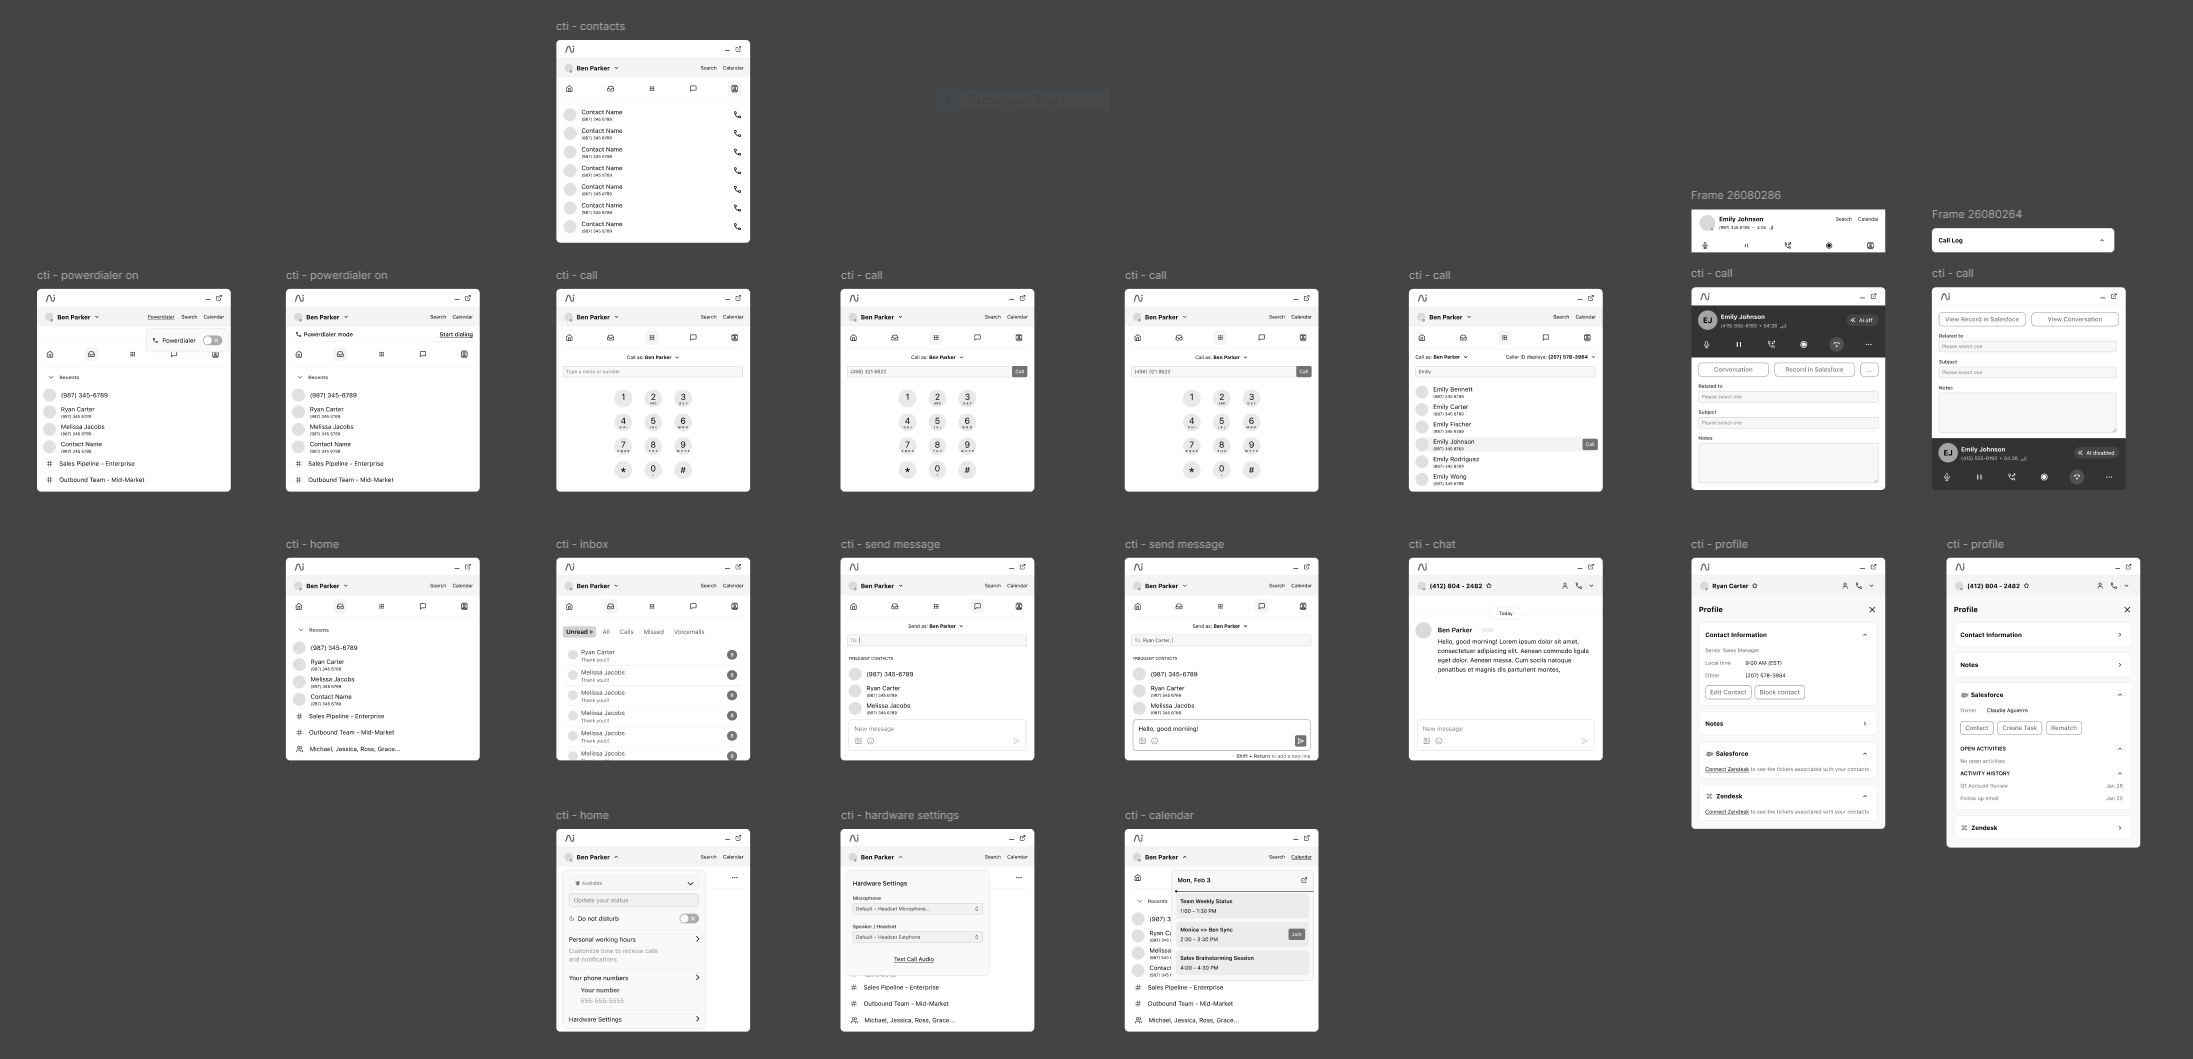 cti - contacts
Ben Parker
Search Calendar
Contact Name
(987) 345 6789
Contact Name
(987) 345 6789
Contact Name
(987) 345 6789
Contact Name
(987) 345 6789
Contact Name
(987) 345 6789
Contact Name
(987) 345 6789
Contact Name
(987) 345 6789
Rectangular Snip
Frame 26080286
Emily Johnson
Search Calendar
Frame 26080264
Call Log
cti - powerdialer on
Ben Parker
Powerdialer Search Calendar
Powerdialer
Recents
(987) 345-6789
Ryan Carter
(987) 345 6789
Melissa Jacobs
(987) 345 6789
Contact Name
(987) 345 6789
# Sales Pipeline - Enterprise
# Outbound Team - Mid-Market
cti - powerdialer on
Ben Parker
Search Calendar
Powerdialer mode
Start dialing
Recents
(987) 345-6789
Ryan Carter
(987) 345 6789
Melissa Jacobs
(987) 345 6789
Contact Name
(987) 345 6789
# Sales Pipeline - Enterprise
# Outbound Team - Mid-Market
cti - call
Ben Parker
Search Calendar
Call as: Ben Parker
Type a name or number
1 2 3
ABC DEF
4 5 6
GHI JKL MNO
7 8 9
* 0 #
cti - call
Ben Parker
Search Calendar
Call as: Ben Parker
(456) 321 8622
Call
1 2 3
ABC DEF
4 5 6
GHI JKL MNO
7 8 9
* 0 #
cti - call
Ben Parker
Search Calendar
Call as: Ben Parker
(456) 321 8622
Call
1 2 3
ABC DEF
4 5 6
GHI JKL MNO
7 8 9
* 0 #
cti - call
Ben Parker
Search Calendar
Call as: Ben Parker
Caller ID displays: (207) 578-3964
Emily
Emily Bennett
(987) 345 6789
Emily Carter
(987) 345 6789
Emily Fischer
(987) 345 6789
Emily Johnson
(987) 345 6789
Call
Emily Rodriguez
(987) 345 6789
Emily Wong
(987) 345 6789
cti - call
EJ
Emily Johnson
(415) 555-8190 • 04:26
Ai off
Conversation
Record in Salesfoce
...
Related to
Please select one
Subject
Please select one
Notes
cti - call
View Record in Salesfoce
View Conversation
Related to
Please select one
Subject
Please select one
Notes
EJ
Emily Johnson
(415) 555-8190 • 04:26
AI disabled
cti - home
Ben Parker
Search Calendar
Recents
(987) 345-6789
Ryan Carter
(987) 345 6789
Melissa Jacobs
(987) 345 6789
Contact Name
(987) 345 6789
# Sales Pipeline - Enterprise
# Outbound Team - Mid-Market
Michael, Jessica, Ross, Grace...
cti - inbox
Ben Parker
Search Calendar
Unread All Calls Missed Voicemails
Ryan Carter
Thank you!!!
Melissa Jacobs
Thank you!!!
Melissa Jacobs
Thank you!!!
Melissa Jacobs
Thank you!!!
Melissa Jacobs
Thank you!!!
Melissa Jacobs
cti - send message
Ben Parker
Search Calendar
Send as: Ben Parker
To:
FREQUENT CONTACTS
(987) 345-6789
Ryan Carter
(987) 345 6789
Melissa Jacobs
(987) 345 6789
New message
cti - send message
Ben Parker
Search Calendar
Send as: Ben Parker
To: Ryan Carter,
FREQUENT CONTACTS
(987) 345-6789
Ryan Carter
(987) 345 6789
Melissa Jacobs
(987) 345 6789
Hello, good morning!
Shift + Return to add a new line
cti - chat
(412) 804 - 2482
Today
Ben Parker
Hello, good morning! Lorem ipsum dolor sit amet,
consectetuer adipiscing elit. Aenean commodo ligula
eget dolor. Aenean massa. Cum sociis natoque
penatibus et magnis dis parturient montes,
New message
cti - profile
Ryan Carter
Profile
Contact Information
Senior Sales Manager
Local time 9:00 AM (EST)
Other (207) 578-3964
Edit Contact
Block contact
Notes
Salesforce
Connect Zendesk to see the tickets associated with your contacts
Zendesk
Connect Zendesk to see the tickets associated with your contacts
cti - profile
(412) 804 - 2482
Profile
Contact Information
Notes
Salesforce
Owner Claudia Aguierre
Contact
Create Task
Rematch
OPEN ACTIVITIES
No open activities
ACTIVITY HISTORY
Q1 Account Review Jan 28
Follow up email Jan 25
Zendesk
cti - home
Ben Parker
Search Calendar
Available
Update your status
Do not disturb
Personal working hours
Customize time to receive calls
and notifications.
Your phone numbers
Your number
555-555-5555
Hardware Settings
cti - hardware settings
Ben Parker
Search Calendar
Hardware Settings
Microphone
Default - Headset Microphone...
Speaker / Headset
Default - Headset Earphone
Test Call Audio
# Sales Pipeline - Enterprise
# Outbound Team - Mid-Market
Michael, Jessica, Ross, Grace...
cti - calendar
Ben Parker
Search Calendar
Mon, Feb 3
Team Weekly Status
1:00 - 1:30 PM
Monica <> Ben Sync
2:30 - 3:30 PM
Join
Sales Brainstorming Session
4:00 - 4:30 PM
Recents
(987) 3
Ryan C
Melissa
Contac
# Sales Pipeline - Enterprise
# Outbound Team - Mid-Market
Michael, Jessica, Ross, Grace...